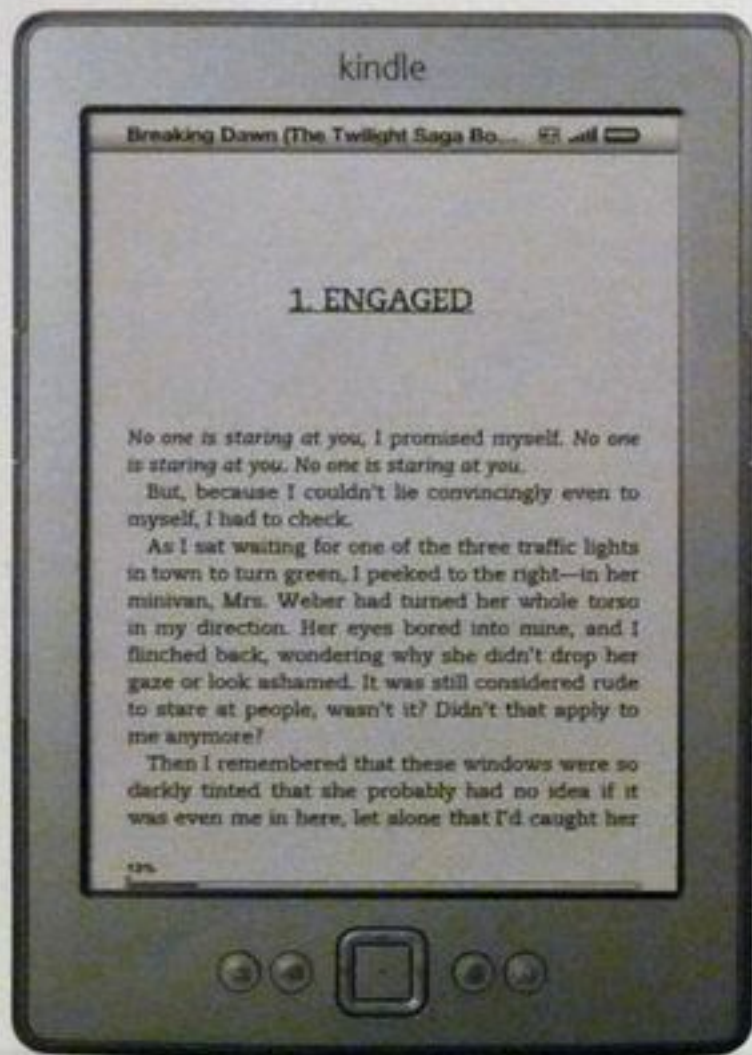 kindle
Breaking Dawn (The Twilight Saga Bo...
1. ENGAGED
No one is staring at you, I promised myself. No one
is staring at you. No one is staring at you.
But, because I couldn't lie convincingly even to
myself, I had to check.
As I sat waiting for one of the three traffic lights
in town to turn green, I peeked to the right—in her
minivan, Mrs. Weber had turned her whole torso
in my direction. Her eyes bored into mine, and I
flinched back, wondering why she didn't drop her
gaze or look ashamed. It was still considered rude
to stare at people, wasn't it? Didn't that apply to
me anymore?
Then I remembered that these windows were so
darkly tinted that she probably had no idea if it
was even me in here, let alone that I'd caught her